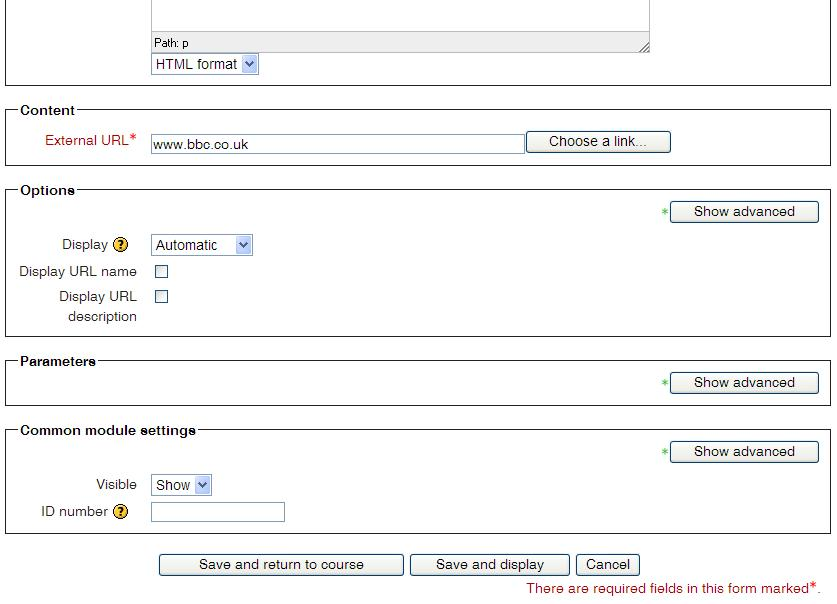 Path: p
HTML format
Content
External URL* www.bbc.co.uk Choose a link...
Options
* Show advanced
Display ? Automatic
Display URL name
Display URL
description
Parameters
* Show advanced
Common module settings
* Show advanced
Visible Show
ID number ?
Save and return to course Save and display Cancel
There are required fields in this form marked*.